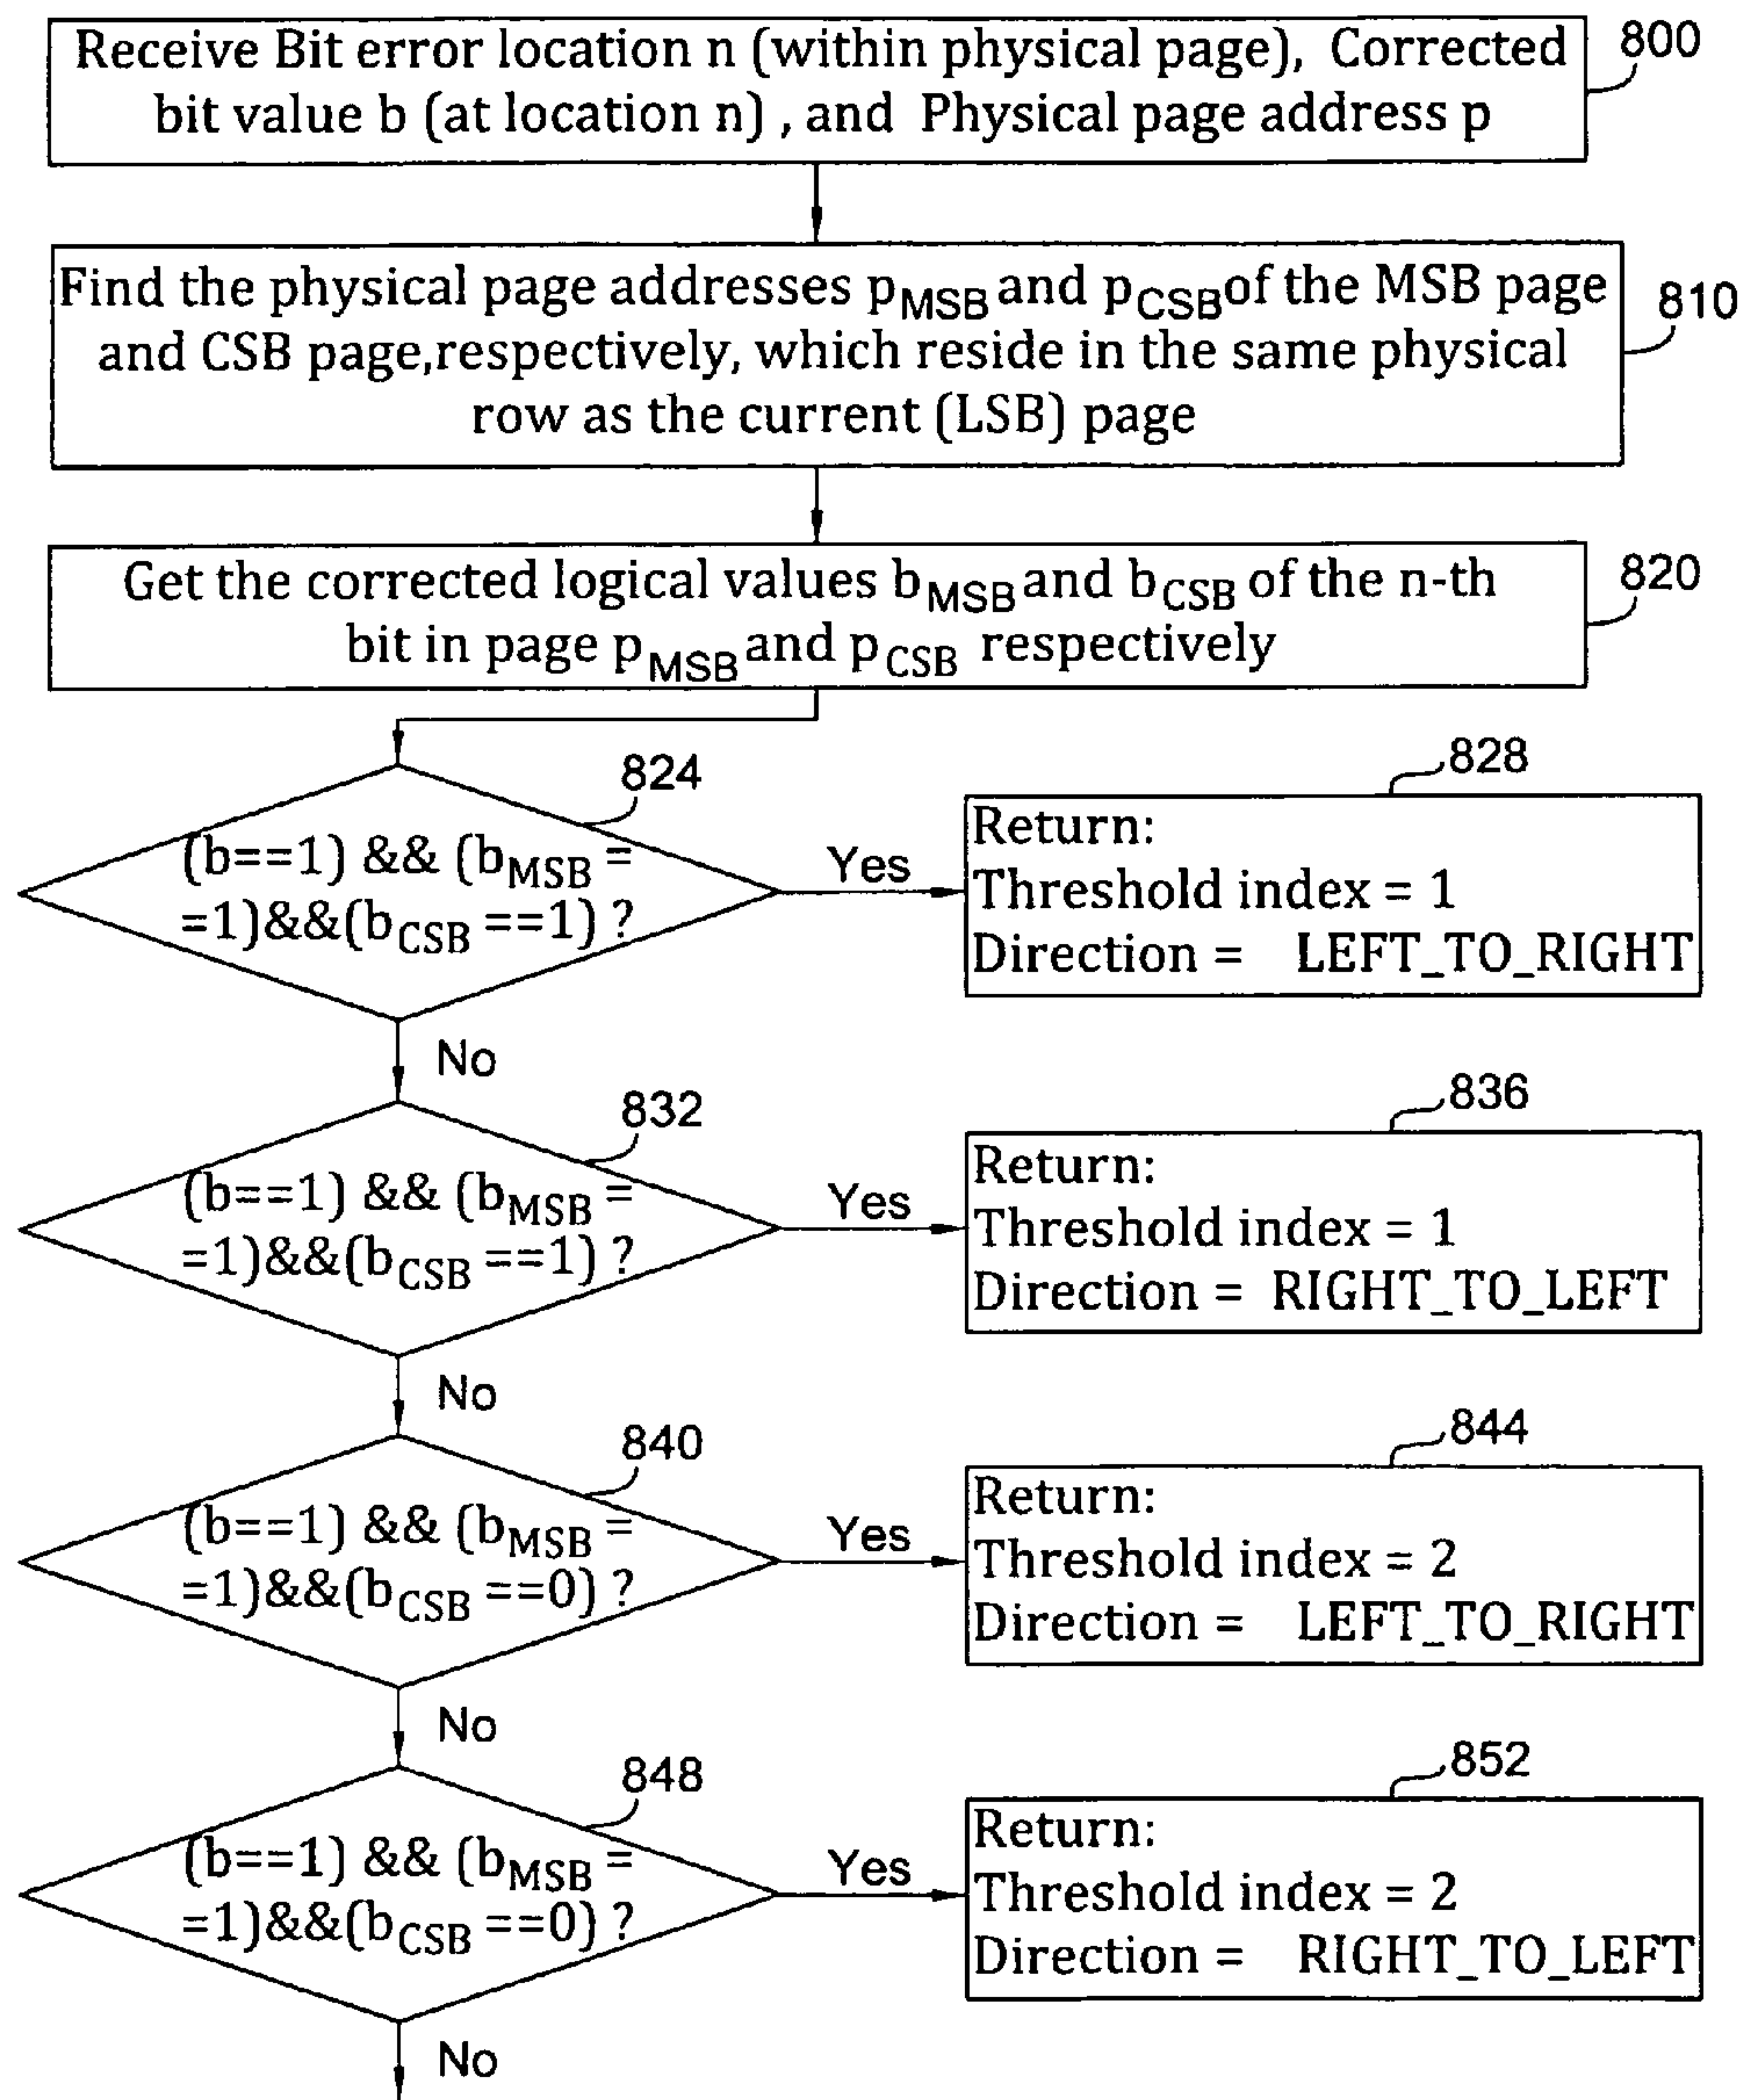 Receive Bit error location n (within physical page), Corrected
bit value b (at location n) , and Physical page address p
800
Find the physical page addresses pMSB and pCSB of the MSB page
and CSB page,respectively, which reside in the same physical
row as the current (LSB) page
810
Get the corrected logical values bMSB and bCSB of the n-th
bit in page pMSB and pCSB respectively
820
824
(b==1) && (bMSB =
=1)&&(bCSB ==1) ?
Yes
828
Return:
Threshold index = 1
Direction = LEFT_TO_RIGHT
No
832
(b==1) && (bMSB =
=1)&&(bCSB ==1) ?
Yes
836
Return:
Threshold index = 1
Direction = RIGHT_TO_LEFT
No
840
(b==1) && (bMSB =
=1)&&(bCSB ==0) ?
Yes
844
Return:
Threshold index = 2
Direction = LEFT_TO_RIGHT
No
848
(b==1) && (bMSB =
=1)&&(bCSB ==0) ?
Yes
852
Return:
Threshold index = 2
Direction = RIGHT_TO_LEFT
No